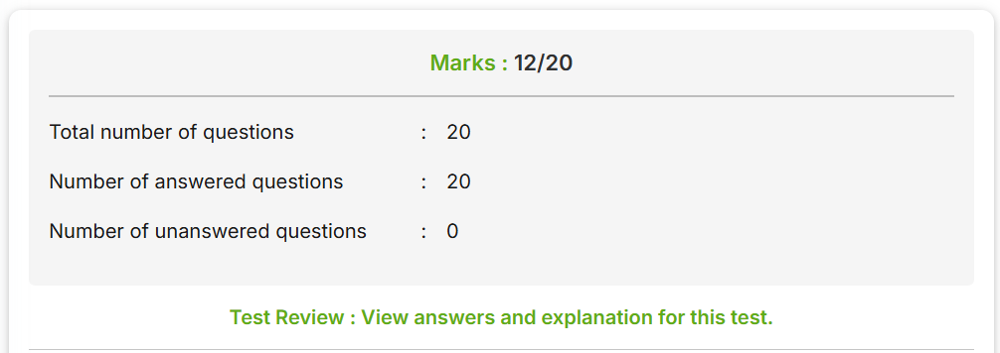 Marks : 12/20
Total number of questions : 20
Number of answered questions : 20
Number of unanswered questions : 0
Test Review : View answers and explanation for this test.